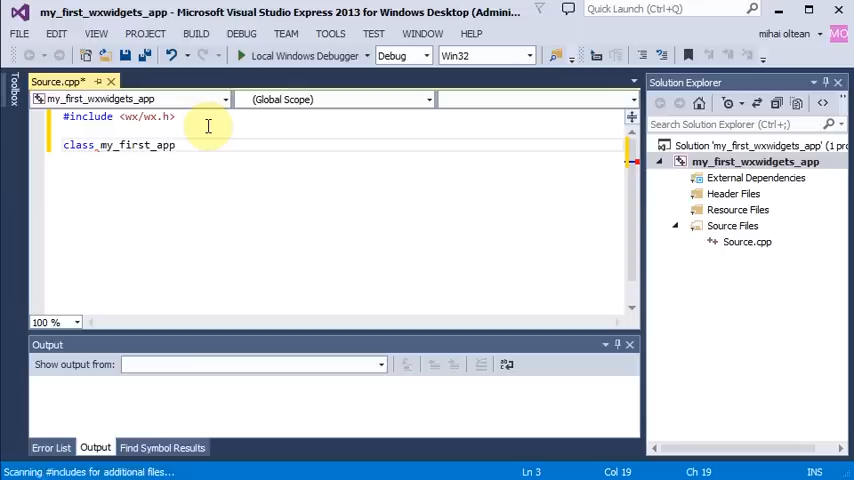 my_first_wxwidgets_app - Microsoft Visual Studio Express 2013 for Windows Desktop (Admini...
Quick Launch (Ctrl+;)
FILE EDIT VIEW PROJECT BUILD DEBUG TEAM TOOLS TEST WINDOW HELP
mihai oltean
MO
Local Windows Debugger Debug Win32
Toolbox
Source.cpp*
my_first_wxwidgets_app
(Global Scope)
#include <wx/wx.h>
class my_first_app
100 %
Output
Show output from:
Error List Output Find Symbol Results
Solution Explorer
Search Solution Explorer (Ctrl+;)
Solution 'my_first_wxwidgets_app' (1 pro
my_first_wxwidgets_app
External Dependencies
Header Files
Resource Files
Source Files
Source.cpp
Scanning #includes for additional files...
Ln 3 Col 19 Ch 19 INS